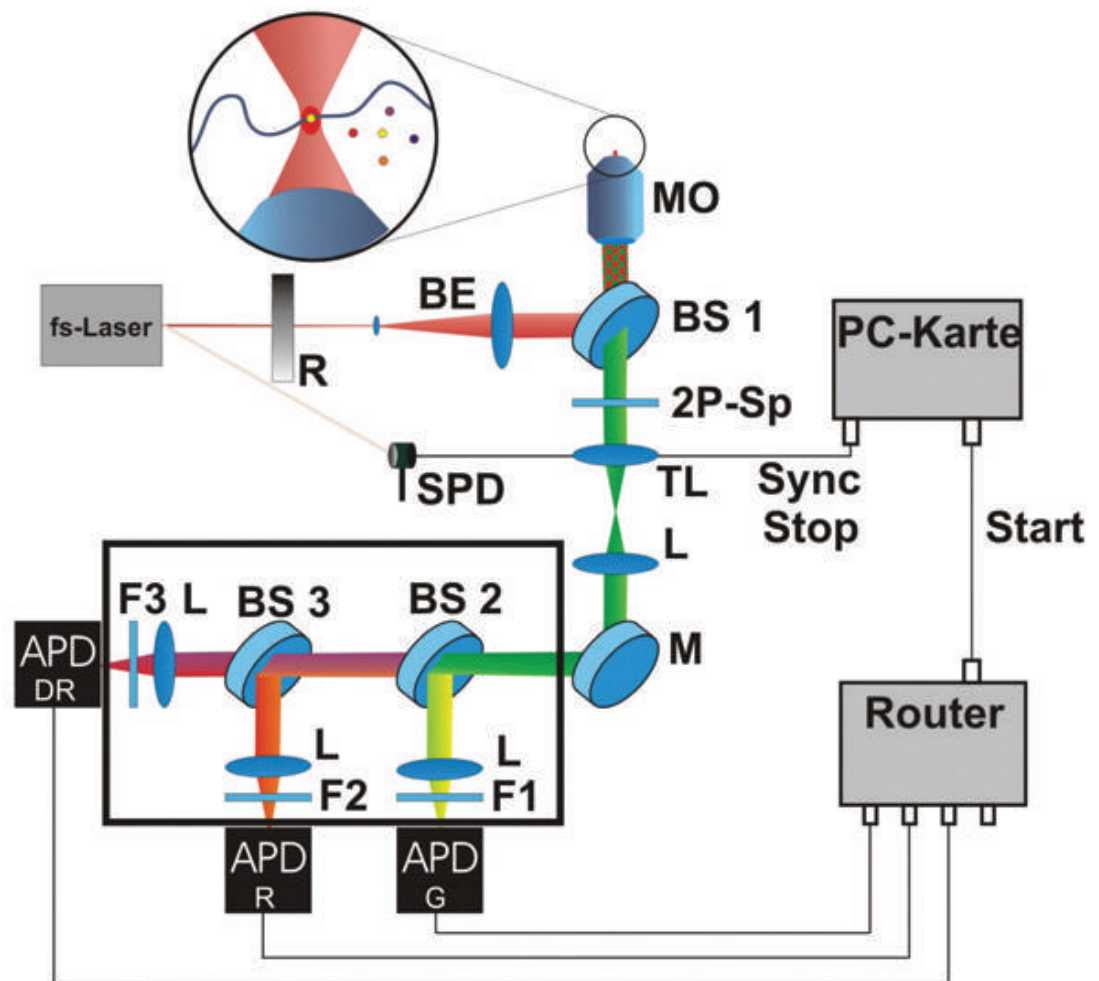 MO
BE
BS 1
fs-Laser
R
PC-Karte
2P-Sp
SPD
TL
Sync
Stop
Start
L
F3 L
BS 3
BS 2
M
APD
DR
Router
L
L
F2
F1
APD
R
APD
G